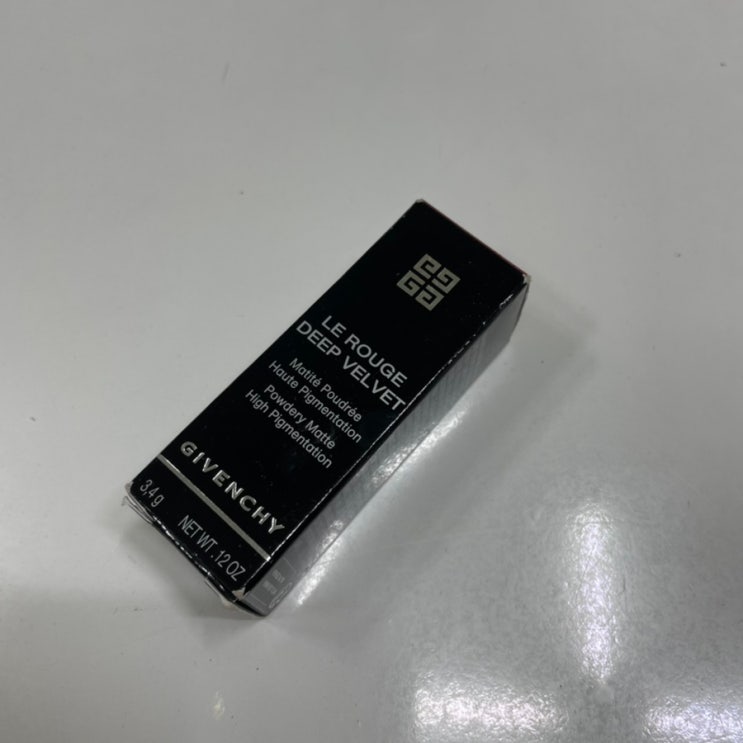 LE ROUGE
DEEP VELVET
Matité Poudrée
Haute Pigmentation
Powdery Matte
High Pigmentation
GIVENCHY
3,4 g
NET WT. .12 OZ